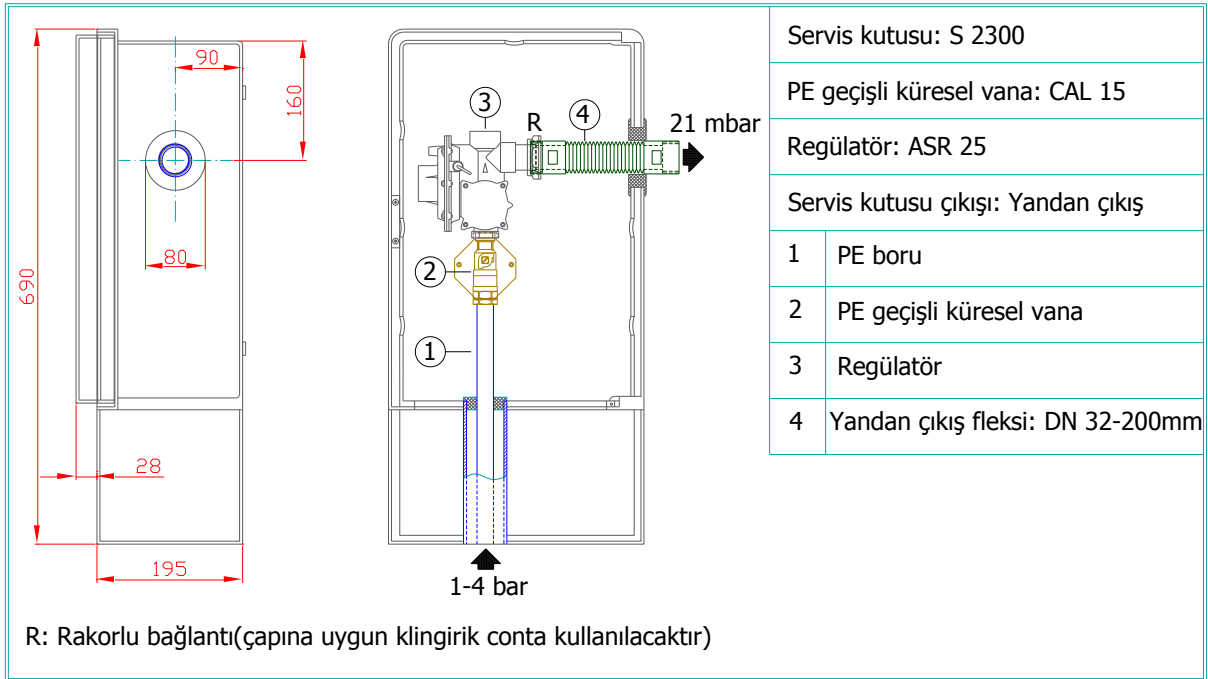 90
160
690
80
28
195
3
R
4
21 mbar
2
1
1-4 bar
Servis kutusu: S 2300
PE geçişli küresel vana: CAL 15
Regülatör: ASR 25
Servis kutusu çıkışı: Yandan çıkış
1 PE boru
2 PE geçişli küresel vana
3 Regülatör
4 Yandan çıkış fleksi: DN 32-200mm
R: Rakorlu bağlantı(çapına uygun klingirik conta kullanılacaktır)